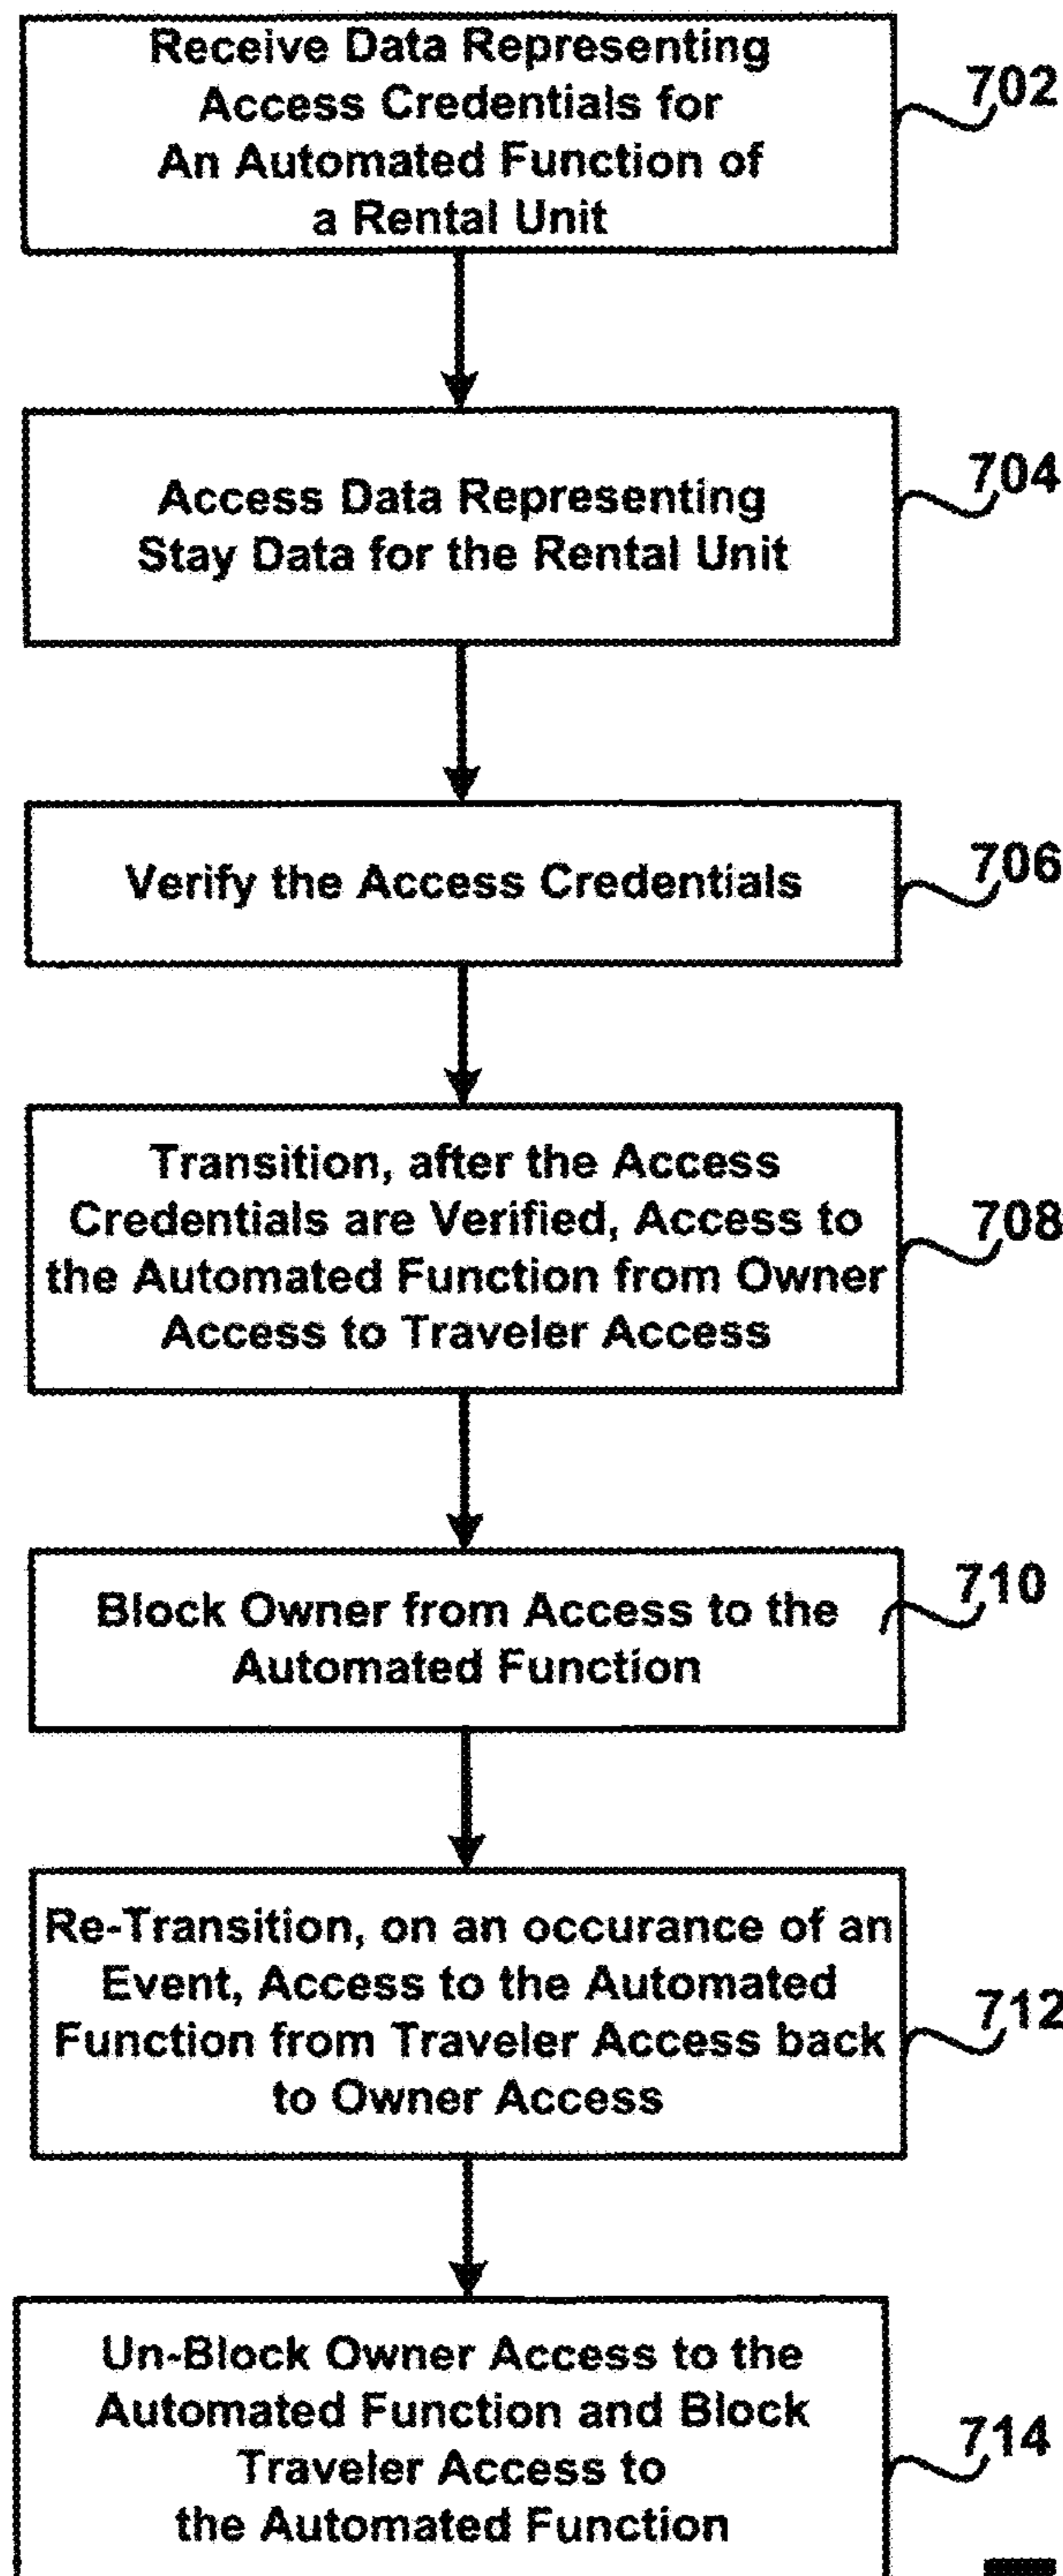 Receive Data Representing
Access Credentials for
An Automated Function of
a Rental Unit
702
Access Data Representing
Stay Data for the Rental Unit
704
Verify the Access Credentials
706
Transition, after the Access
Credentials are Verified, Access to
the Automated Function from Owner
Access to Traveler Access
708
Block Owner from Access to the
Automated Function
710
Re-Transition, on an occurance of an
Event, Access to the Automated
Function from Traveler Access back
to Owner Access
712
Un-Block Owner Access to the
Automated Function and Block
Traveler Access to
the Automated Function
714